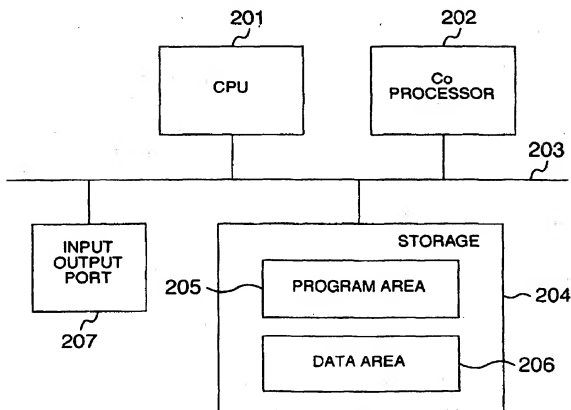 201
202
CPU
Co
PROCESSOR
203
INPUT
OUTPUT
PORT
207
STORAGE
205
PROGRAM AREA
204
DATA AREA
206